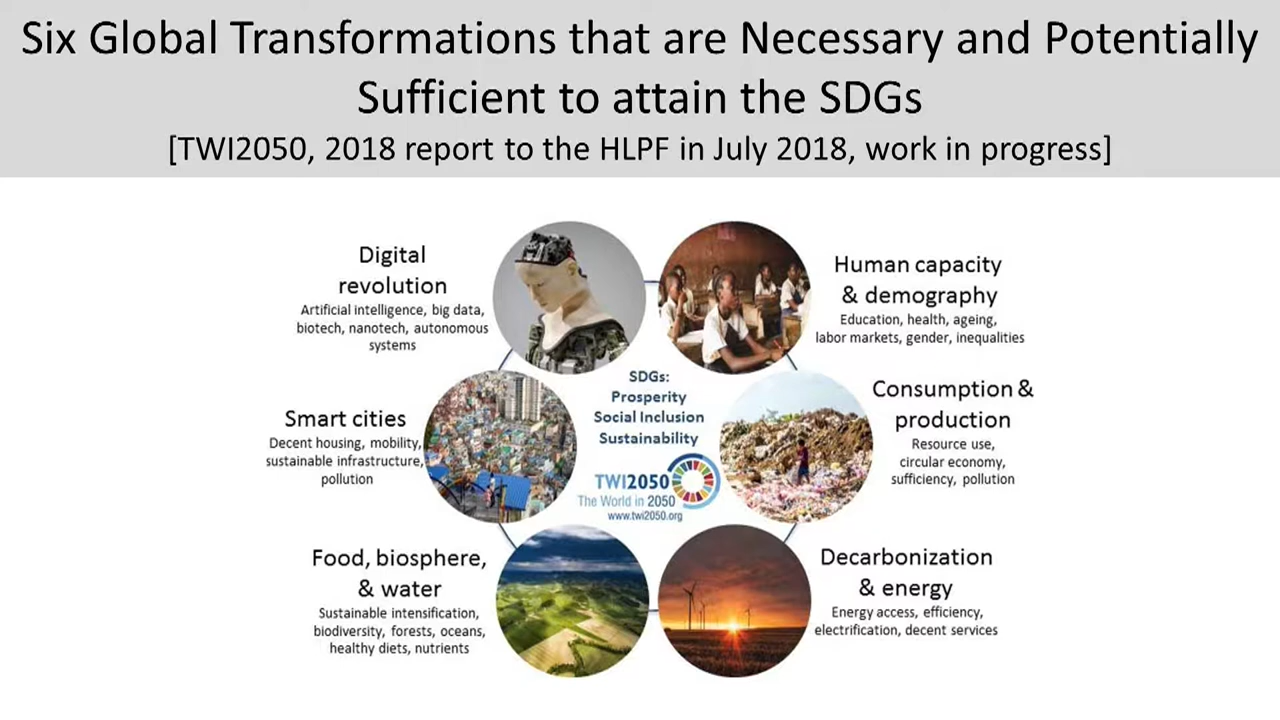 Six Global Transformations that are Necessary and Potentially
Sufficient to attain the SDGs
[TWI2050, 2018 report to the HLPF in July 2018, work in progress]
Digital
revolution
Artificial intelligence, big data,
biotech, nanotech, autonomous
systems
Human capacity
& demography
Education, health, ageing,
labor markets, gender, inequalities
Smart cities
Decent housing, mobility,
sustainable infrastructure,
pollution
SDGs:
Prosperity
Social Inclusion
Sustainability
TWI2050
The World in 2050
www.twi2050.org
Consumption &
production
Resource use,
circular economy,
sufficiency, pollution
Food, biosphere,
& water
Sustainable intensification,
biodiversity, forests, oceans,
healthy diets, nutrients
Decarbonization
& energy
Energy access, efficiency,
electrification, decent services